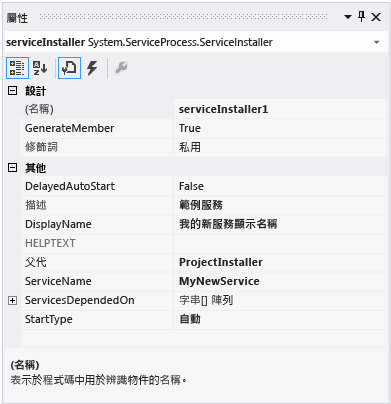 屬性
serviceInstaller System.ServiceProcess.ServiceInstaller
設計
(名稱) serviceInstaller1
GenerateMember True
修飾詞 私用
其他
DelayedAutoStart False
描述 範例服務
DisplayName 我的新服務顯示名稱
HELPTEXT
父代 ProjectInstaller
ServiceName MyNewService
ServicesDependedOn 字串[] 陣列
StartType 自動
(名稱)
表示於程式碼中用於辨識物件的名稱。